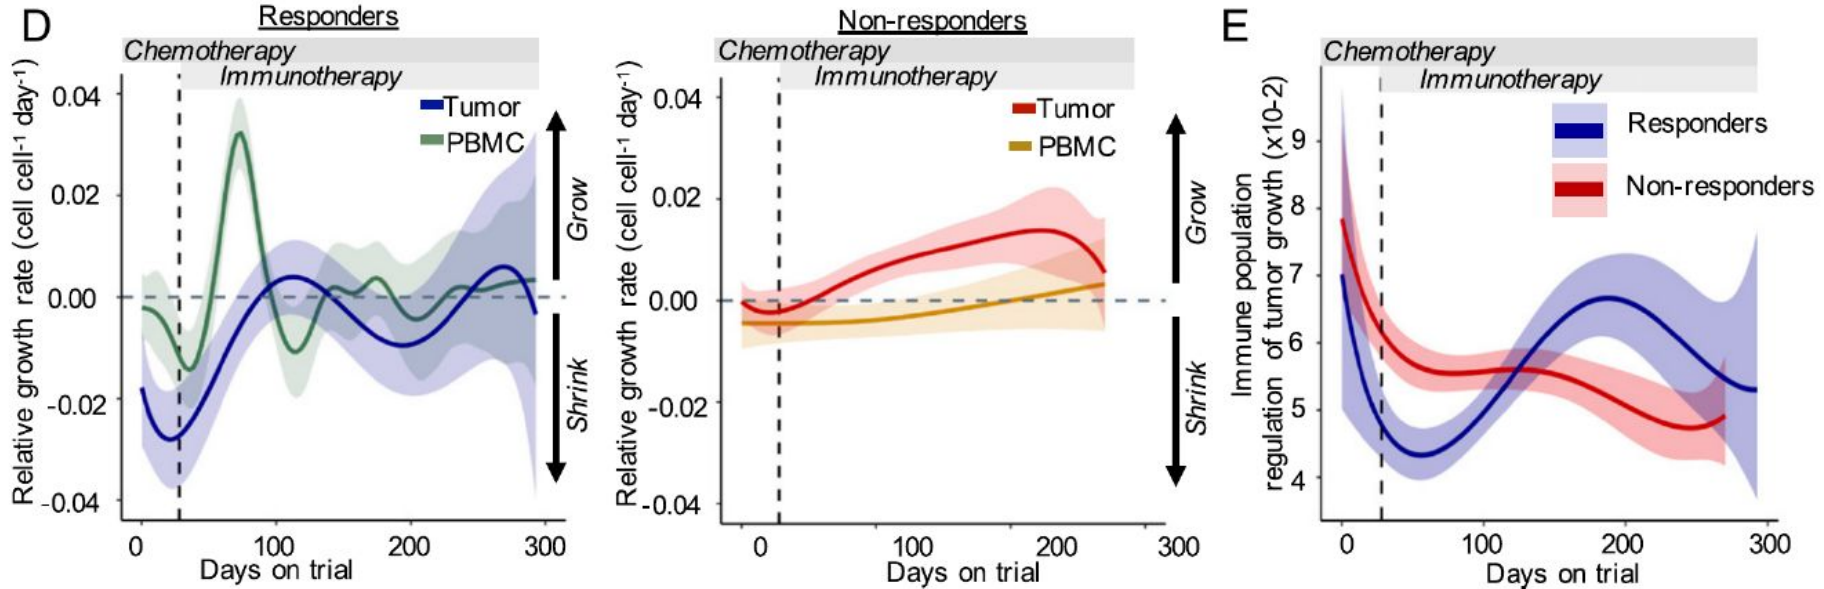 D
Responders
Chemotherapy
Immunotherapy
Relative growth rate (cell cell-1 day-1)
0.04
0.02
0.00
-0.02
-0.04
Tumor
PBMC
Grow
Shrink
0
100
200
300
Days on trial
Non-responders
Chemotherapy
Immunotherapy
Relative growth rate (cell cell-1 day-1)
0.04
0.02
0.00
-0.02
-0.04
Tumor
PBMC
Grow
Shrink
0
100
200
300
Days on trial
E
Chemotherapy
Immunotherapy
Immune population
regulation of tumor growth (x10-2)
9
8
7
6
5
4
Responders
Non-responders
0
100
200
300
Days on trial